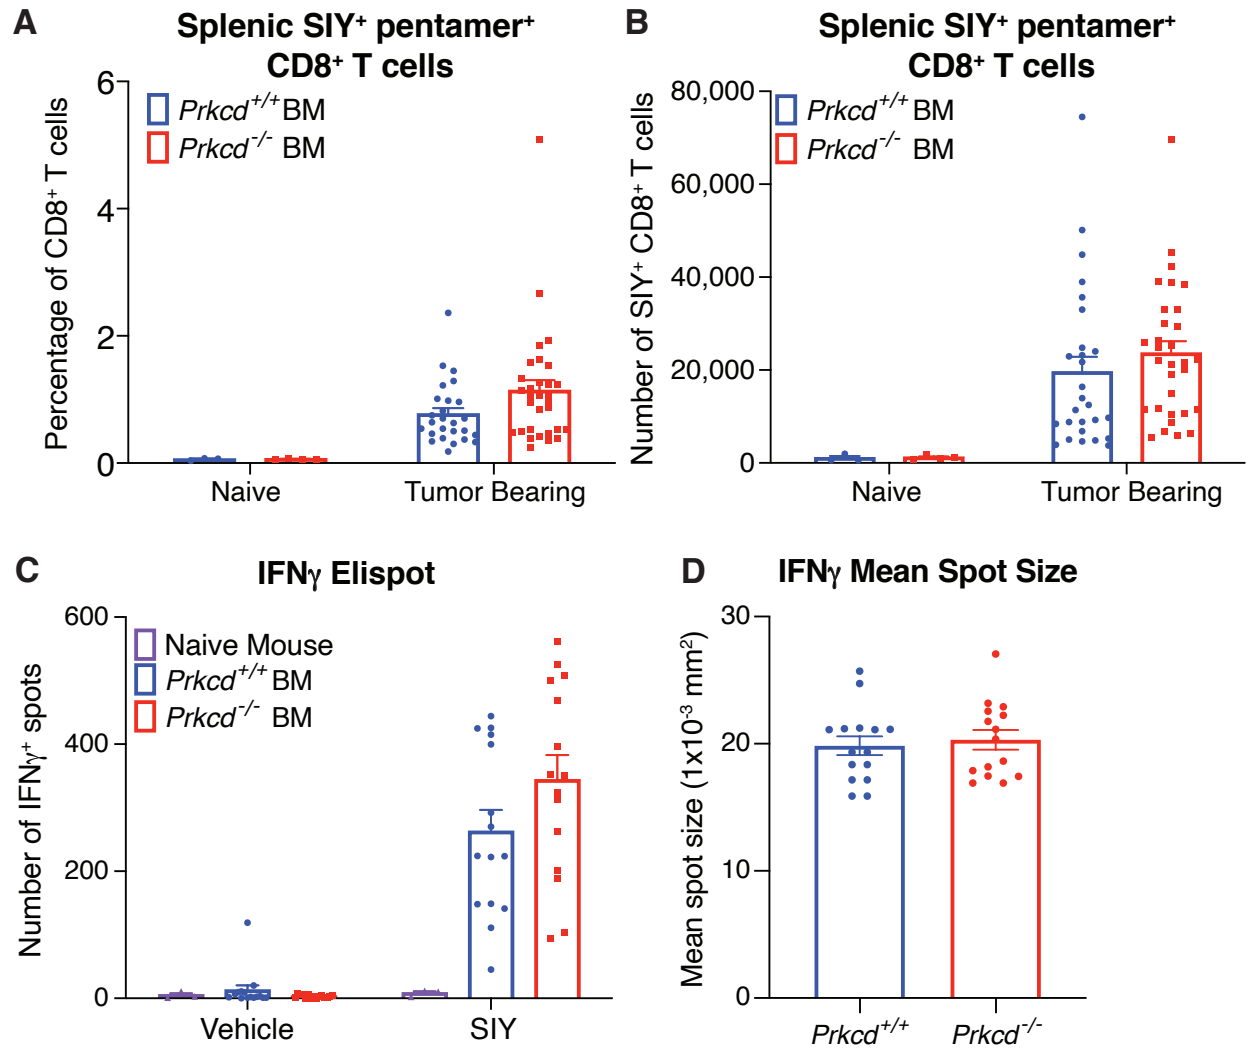 A
Splenic SIY⁺ pentamer⁺
CD8⁺ T cells
Percentage of CD8⁺ T cells
6
4
2
0
Prkcd⁺/⁺ BM
Prkcd⁻/⁻ BM
Naive
Tumor Bearing
B
Splenic SIY⁺ pentamer⁺
CD8⁺ T cells
Number of SIY⁺ CD8⁺ T cells
80,000
60,000
40,000
20,000
0
Prkcd⁺/⁺ BM
Prkcd⁻/⁻ BM
Naive
Tumor Bearing
C
IFNγ Elispot
Number of IFNγ⁺ spots
600
400
200
0
Naive Mouse
Prkcd⁺/⁺ BM
Prkcd⁻/⁻ BM
Vehicle
SIY
D
IFNγ Mean Spot Size
Mean spot size (1x10⁻³ mm²)
30
20
10
0
Prkcd⁺/⁺
Prkcd⁻/⁻